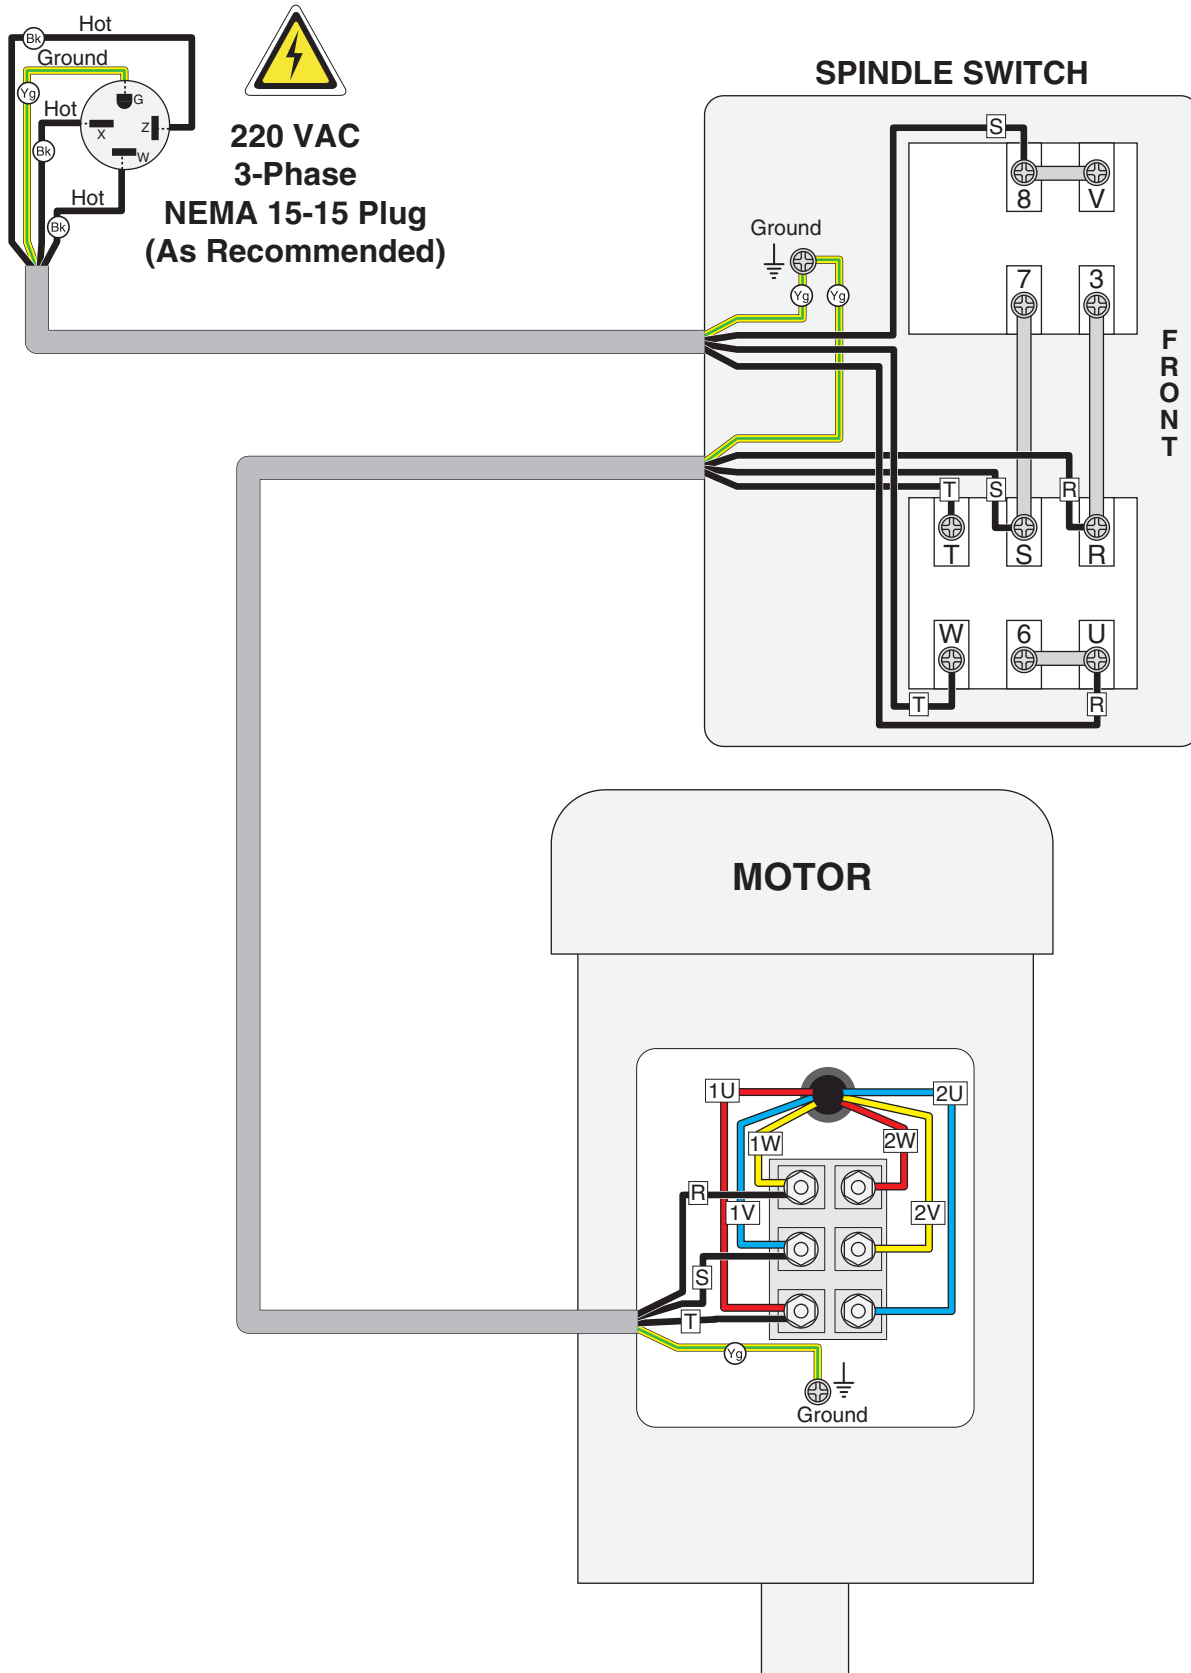 Hot
Bk
Ground
Yg
G
Hot
X
Z
Bk
W
Hot
Bk
220 VAC
3-Phase
NEMA 15-15 Plug
(As Recommended)
SPINDLE SWITCH
S
8 V
Ground
7 3
Yg Yg
FRONT
T S R
T S R
W 6 U
T R
MOTOR
1U 2U
1W 2W
R
1V 2V
S
T
Yg
Ground